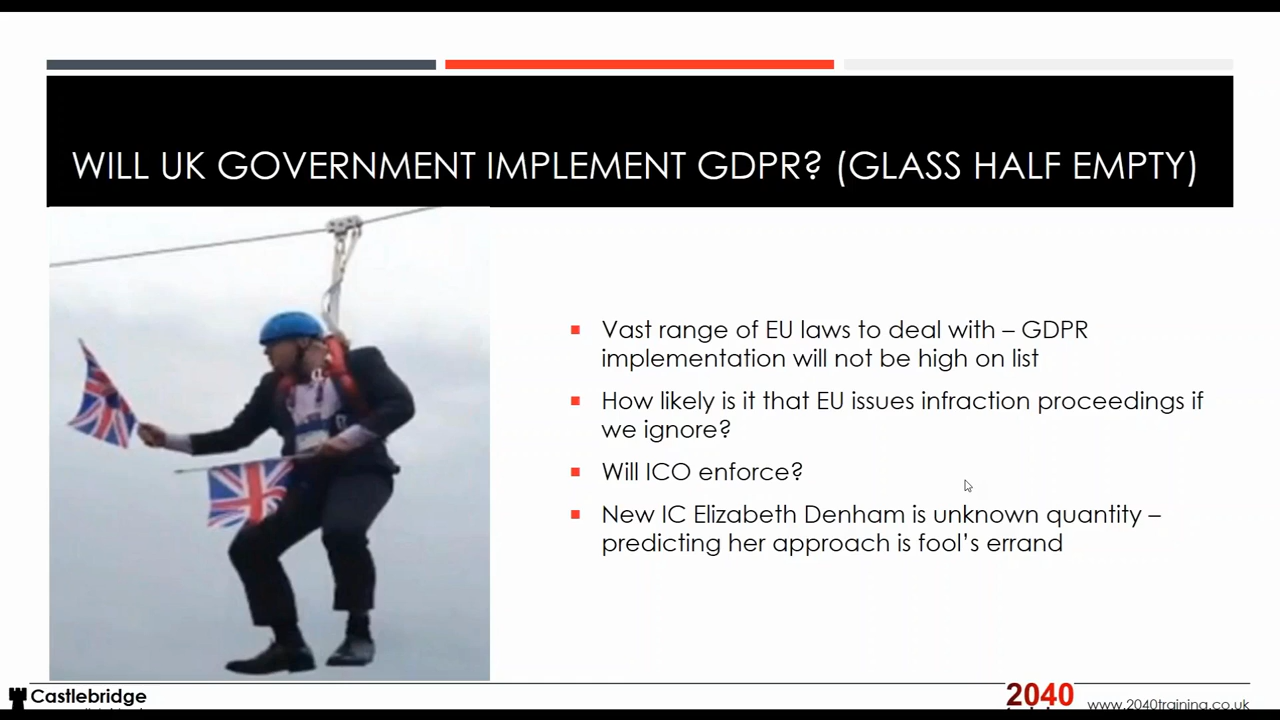 WILL UK GOVERNMENT IMPLEMENT GDPR? (GLASS HALF EMPTY)
Vast range of EU laws to deal with – GDPR
implementation will not be high on list
How likely is it that EU issues infraction proceedings if
we ignore?
Will ICO enforce?
New IC Elizabeth Denham is unknown quantity –
predicting her approach is fool's errand
Castlebridge
2040
www.2040training.co.uk